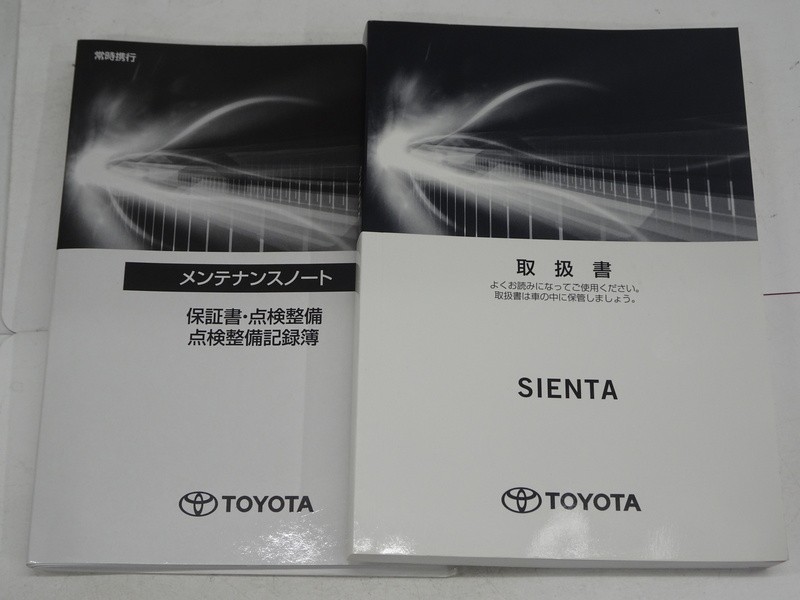 常時携行
メンテナンスノート
保証書・点検整備
点検整備記録簿
TOYOTA
取扱書
よくお読みになってご使用ください。
取扱書は車の中に保管しましょう。
SIENTA
TOYOTA